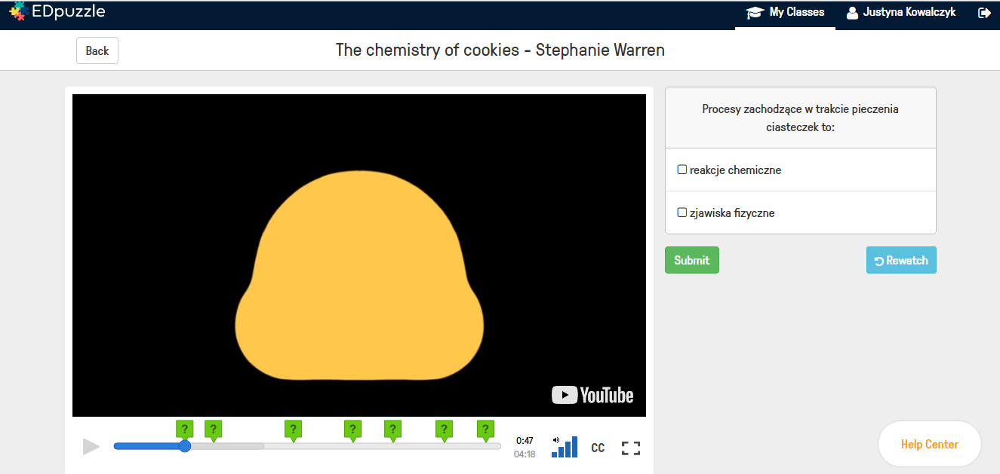 EDpuzzle
My Classes
Justyna Kowalczyk
Back
The chemistry of cookies - Stephanie Warren
Procesy zachodzące w trakcie pieczenia
ciasteczek to:
reakcje chemiczne
zjawiska fizyczne
Submit
Rewatch
YouTube
? ? ? ? ? ? ?
0:47
04:18
CC
Help Center